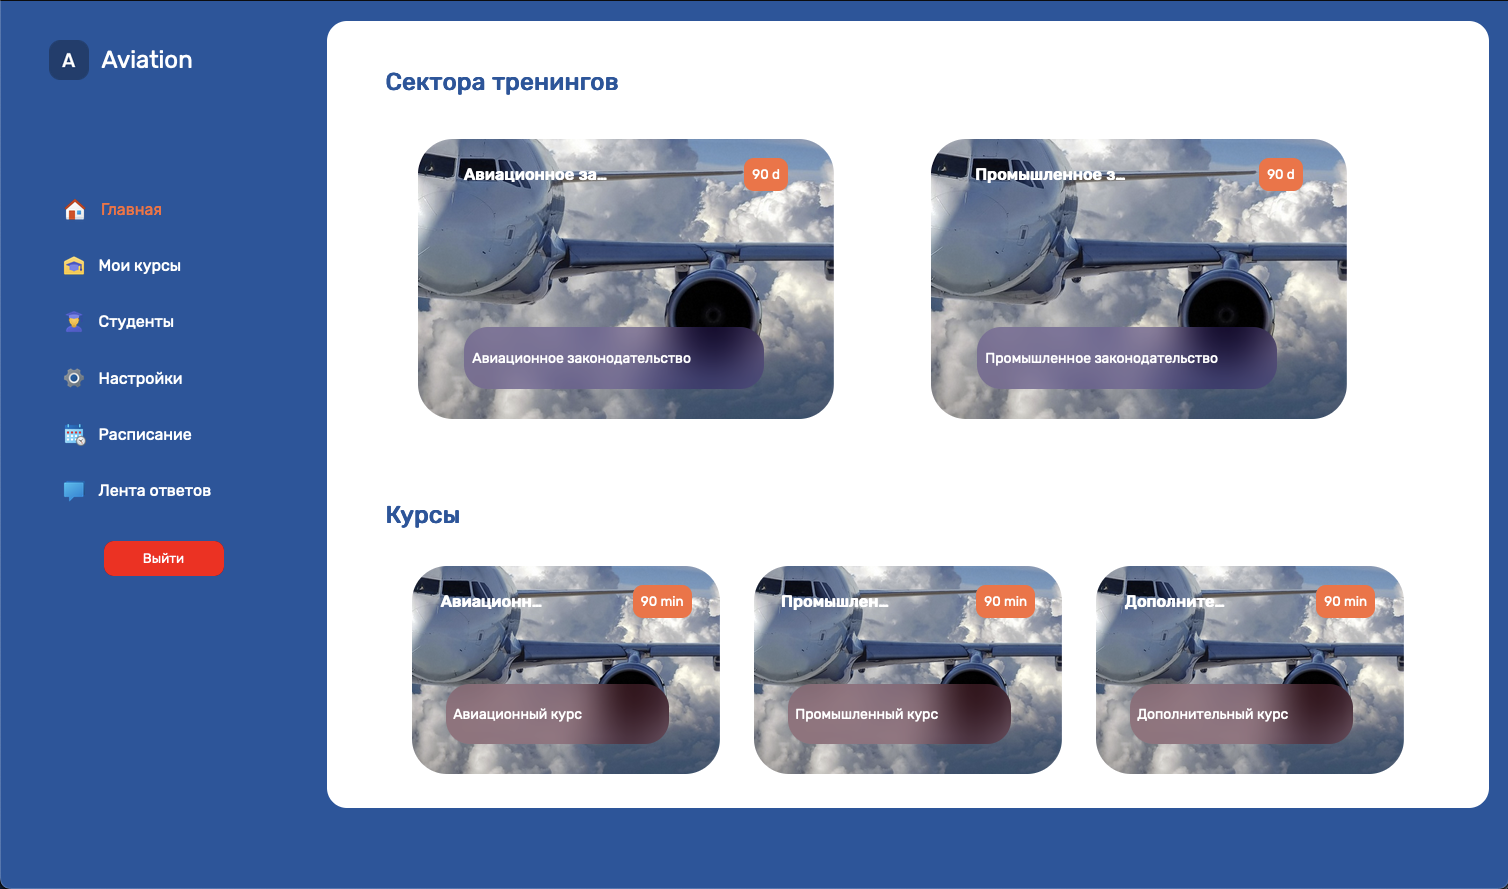 A Aviation
Главная
Мои курсы
Студенты
Настройки
Расписание
Лента ответов
Выйти
Сектора тренингов
Авиационное за...
90 d
Авиационное законодательство
Промышленное з...
90 d
Промышленное законодательство
Курсы
Авиационн...
90 min
Авиационный курс
Промышлен...
90 min
Промышленный курс
Дополните...
90 min
Дополнительный курс